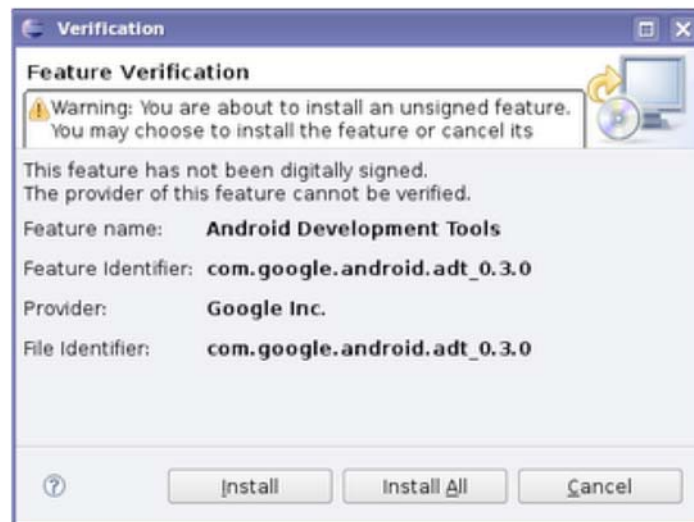 Verification
Feature Verification
Warning: You are about to install an unsigned feature.
You may choose to install the feature or cancel its
This feature has not been digitally signed.
The provider of this feature cannot be verified.
Feature name: Android Development Tools
Feature Identifier: com.google.android.adt_0.3.0
Provider: Google Inc.
File Identifier: com.google.android.adt_0.3.0
? Install Install All Cancel